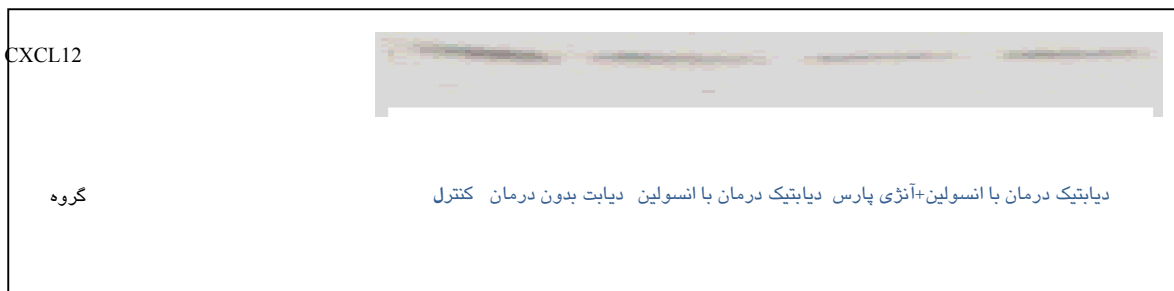 CXCL12
گروه
کنترل دیابت بدون درمان دیابتیک درمان با انسولین دیابتیک درمان با انسولین+آنژی پارس